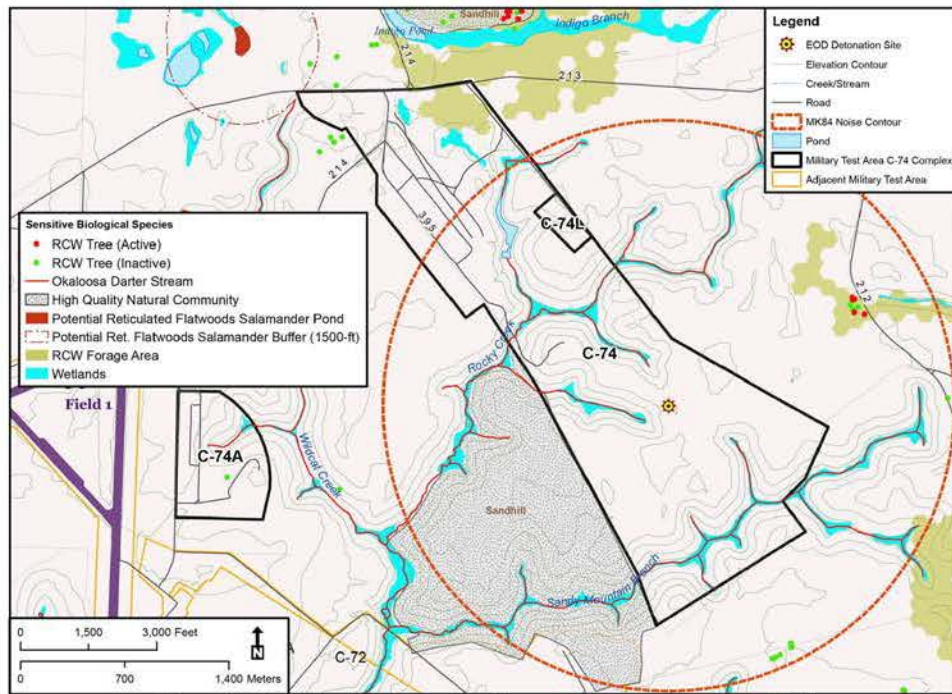 Sandhill
Indigo Branch
Indigo Pond
214
213
214
395
C-74L
212
Rocky Creek
C-74
Field 1
C-74A
Wildcat Creek
Sandhill
Sandy Mountain Branch
C-72
Legend
EOD Detonation Site
Elevation Contour
Creek/Stream
Road
MK84 Noise Contour
Pond
Military Test Area C-74 Complex
Adjacent Military Test Area
Sensitive Biological Species
RCW Tree (Active)
RCW Tree (Inactive)
Okaloosa Darter Stream
High Quality Natural Community
Potential Reticulated Flatwoods Salamander Pond
Potential Ret. Flatwoods Salamander Buffer (1500-ft)
RCW Forage Area
Wetlands
0 1,500 3,000 Feet
N
0 700 1,400 Meters